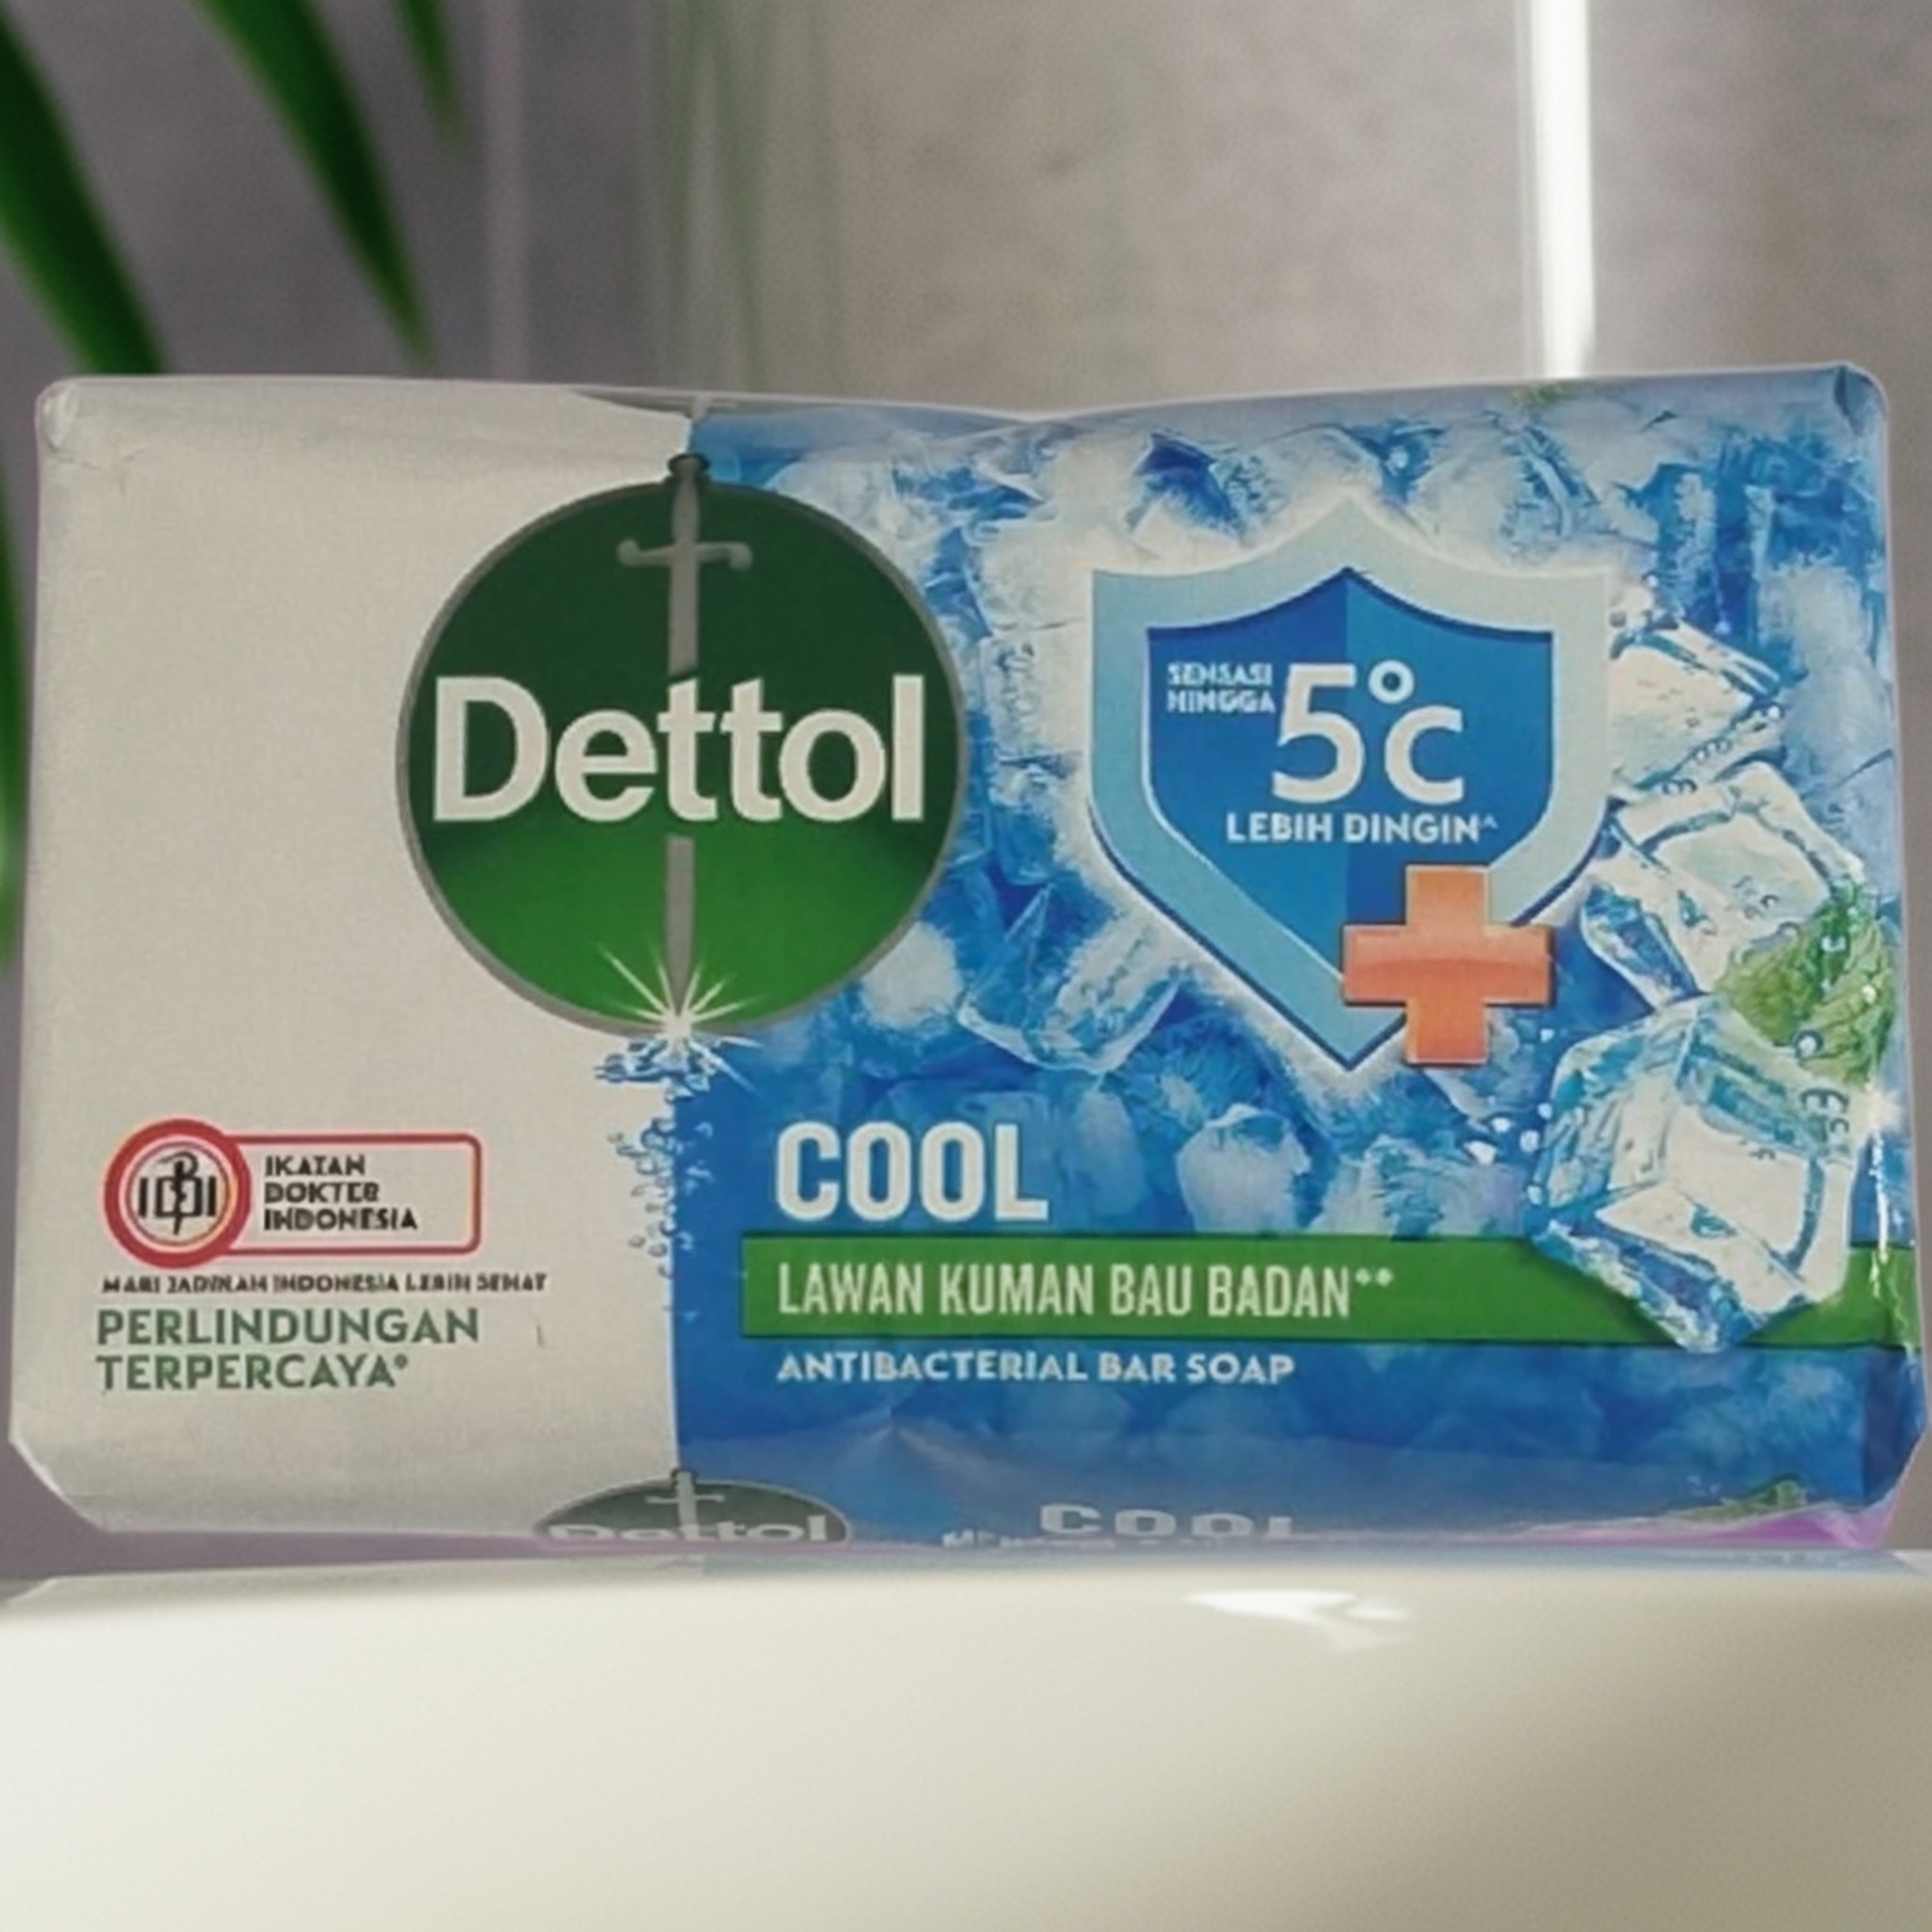 Dettol
SENSASI
HINGGA
5°C
LEBIH DINGIN^
COOL
LAWAN KUMAN BAU BADAN**
ANTIBACTERIAL BAR SOAP
IDI
IKATAN
DOKTER
INDONESIA
MARI JADIKAN INDONESIA LEBIH SEHAT
PERLINDUNGAN
TERPERCAYA*
Dettol
COOL